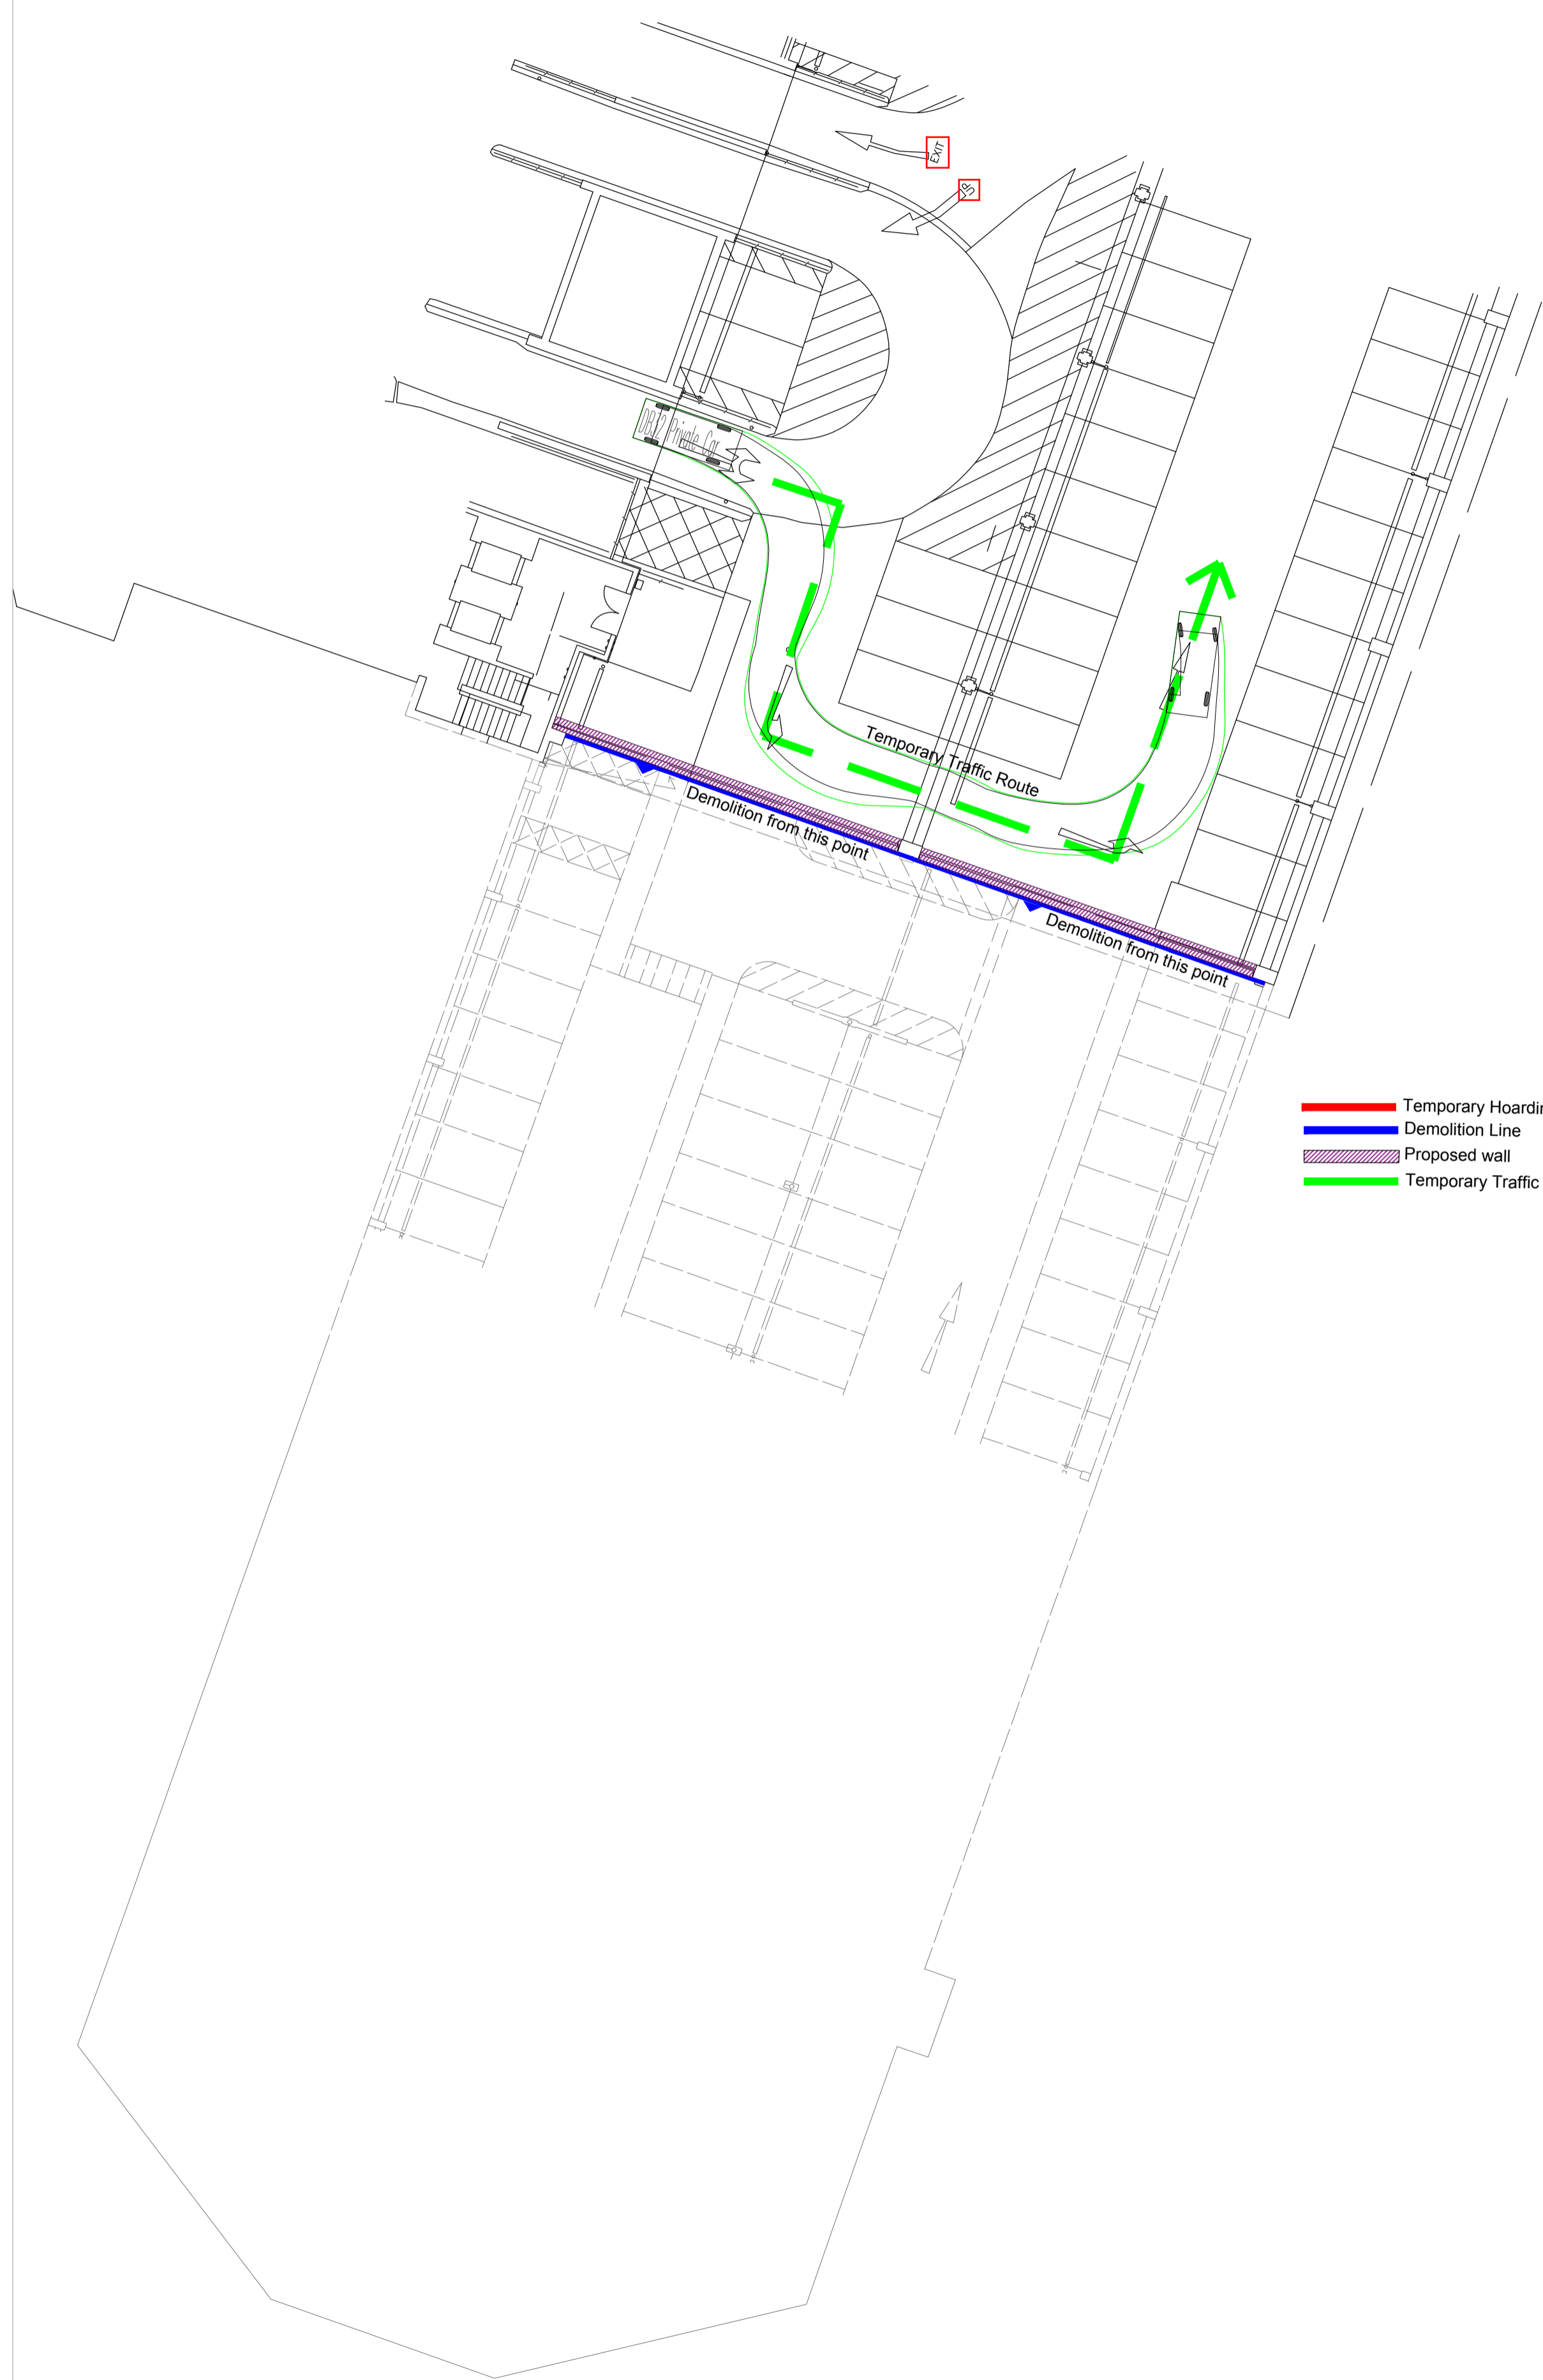 EXIT
UP
DB32 Private Car
Temporary Traffic Route
Demolition from this point
Demolition from this point
Temporary Hoardin
Demolition Line
Proposed wall
Temporary Traffic